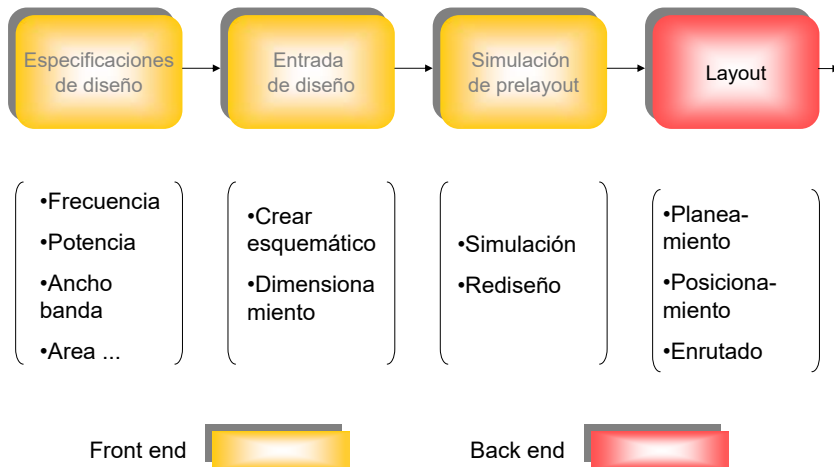 Especificaciones
de diseño
Entrada
de diseño
Simulación
de prelayout
Layout
•Frecuencia
•Potencia
•Ancho
banda
•Area ...
•Crear
esquemático
•Dimensiona
miento
•Simulación
•Rediseño
•Planea-
miento
•Posiciona-
miento
•Enrutado
Front end
Back end